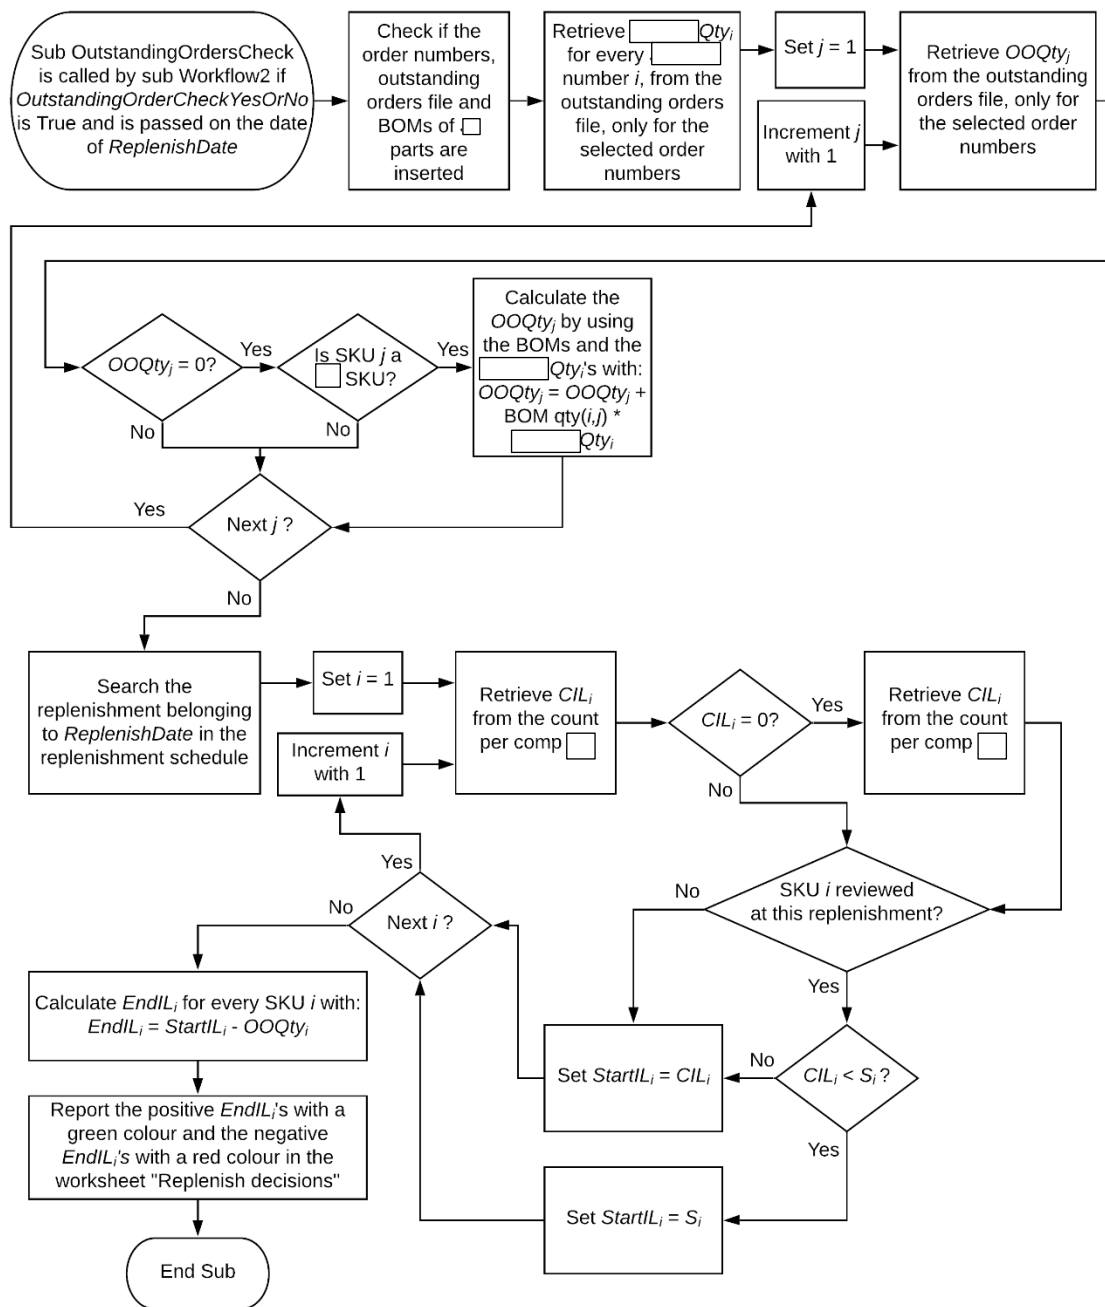 Sub OutstandingOrdersCheck
is called by sub Workflow2 if
OutstandingOrderCheckYesOrNo
is True and is passed on the date
of ReplenishDate
Check if the
order numbers,
outstanding
orders file and
BOMs of
parts are
inserted
Retrieve Qtyᵢ
for every
number i, from the
outstanding orders
file, only for the
selected order
numbers
Set j = 1
Increment j
with 1
Retrieve OOQtyⱼ
from the outstanding
orders file, only for
the selected order
numbers
OOQtyⱼ = 0?
Yes
No
Is SKU j a
SKU?
Yes
No
Calculate the
OOQtyⱼ by using
the BOMs and the
Qtyᵢ's with:
OOQtyⱼ = OOQtyⱼ +
BOM qty(i,j) *
Qtyᵢ
Next j ?
Yes
No
Search the
replenishment belonging
to ReplenishDate in the
replenishment schedule
Set i = 1
Increment i
with 1
Retrieve CILᵢ
from the count
per comp
CILᵢ = 0?
Yes
No
Retrieve CILᵢ
from the count
per comp
SKU i reviewed
at this replenishment?
No
Yes
CILᵢ < Sᵢ ?
No
Yes
Set StartILᵢ = CILᵢ
Set StartILᵢ = Sᵢ
Next i ?
Yes
No
Calculate EndILᵢ for every SKU i with:
EndILᵢ = StartILᵢ - OOQtyᵢ
Report the positive EndILᵢ's with a
green colour and the negative
EndILᵢ's with a red colour in the
worksheet "Replenish decisions"
End Sub